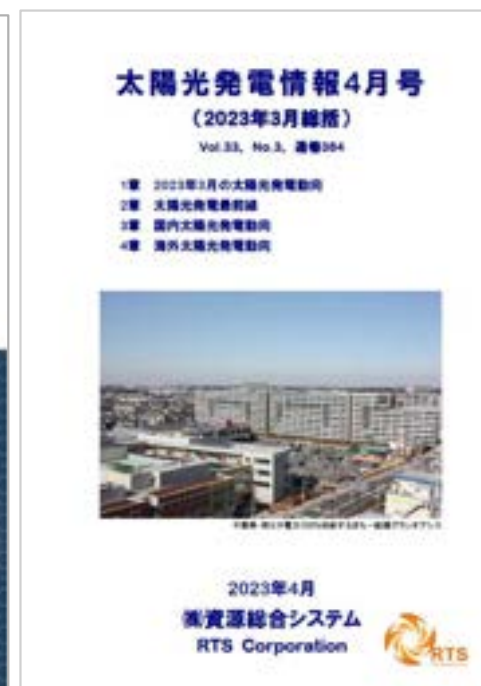 太陽光発電情報4月号
（2023年3月総括）
Vol.33, No.3, 通巻384
1章 2023年3月の太陽光発電動向
2章 太陽光発電最前線
3章 国内太陽光発電動向
4章 海外太陽光発電動向
2023年4月
㈱資源総合システム
RTS Corporation
RTS